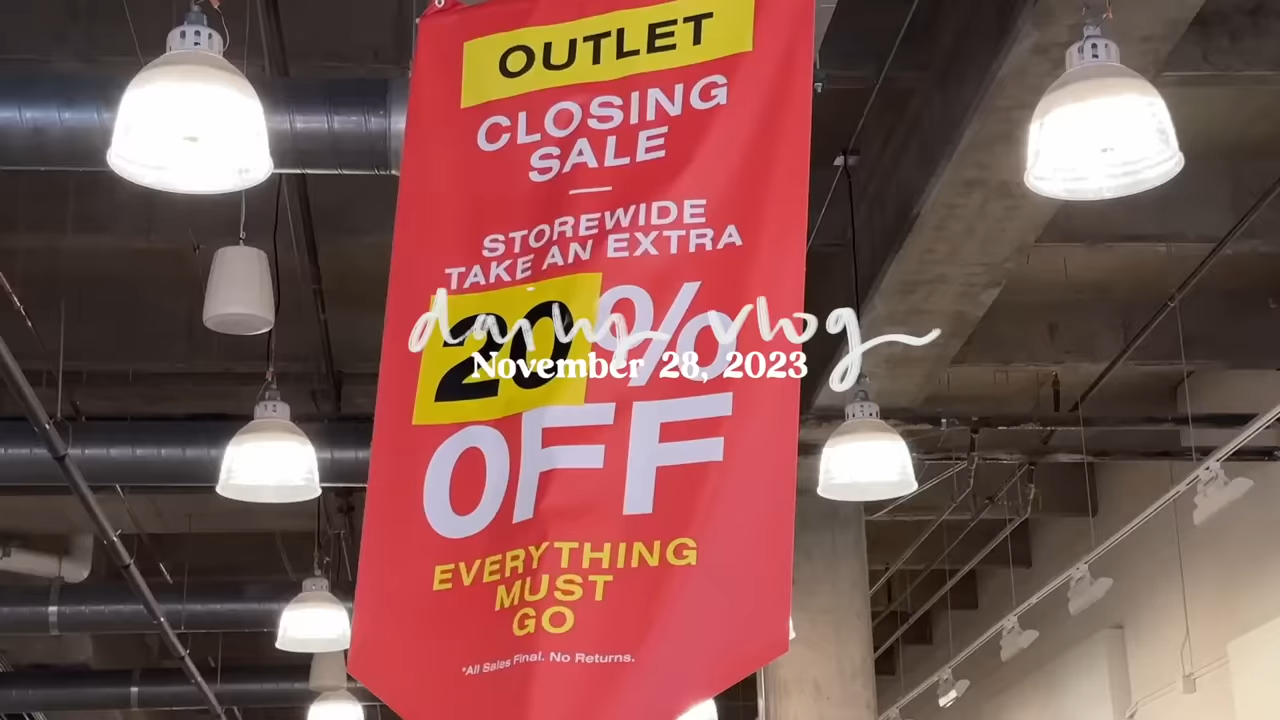 OUTLET
CLOSING
SALE
STOREWIDE
TAKE AN EXTRA
20%
daily vlog
November 28, 2023
OFF
EVERYTHING
MUST
GO
*All Sales Final. No Returns.